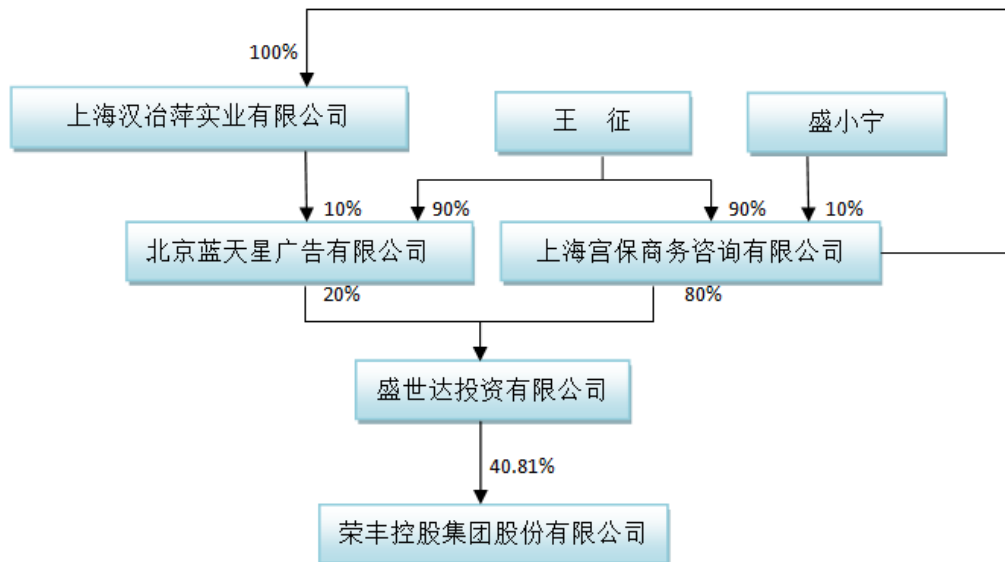 100%
上海汉冶萍实业有限公司
王 征
盛小宁
10%
90%
90%
10%
北京蓝天星广告有限公司
上海宫保商务咨询有限公司
20%
80%
盛世达投资有限公司
40.81%
荣丰控股集团股份有限公司